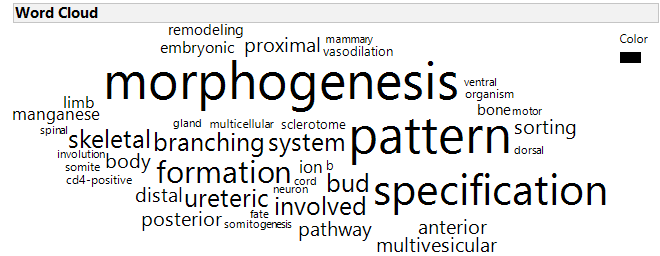 Word Cloud
remodeling
mammary
embryonic
proximal
vasodilation
Color
morphogenesis
ventral
organism
limb
bone
motor
manganese
gland
multicellular
sclerotome
pattern
sorting
spinal
skeletal
branching
system
dorsal
involution
body
somite
formation
ion
b
cd4-positive
cord
bud
specification
distal
ureteric
neuron
involved
posterior
fate
somitogenesis
pathway
anterior
multivesicular